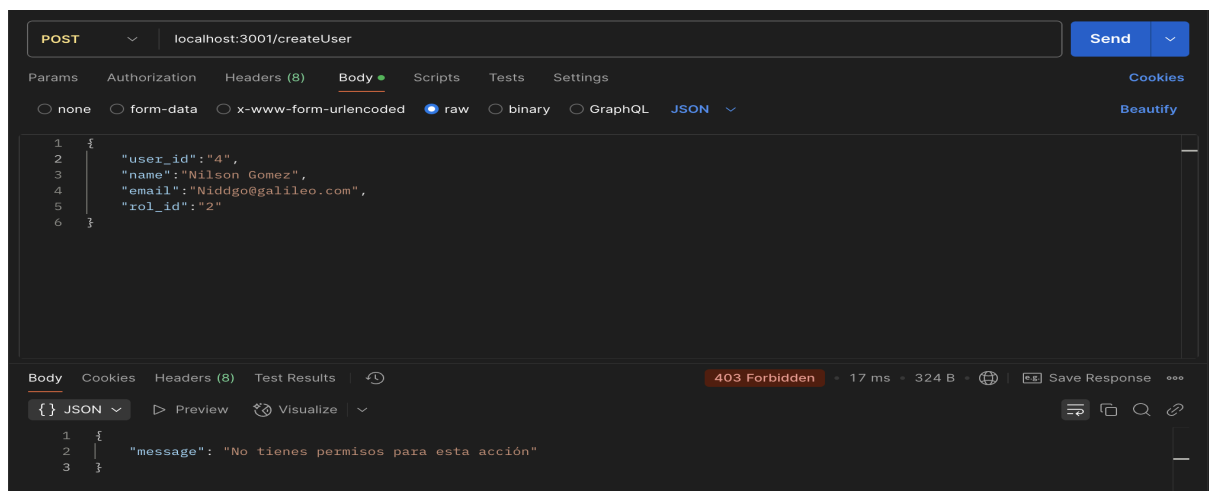 POST localhost:3001/createUser Send
Params Authorization Headers (8) Body Scripts Tests Settings Cookies
none form-data x-www-form-urlencoded raw binary GraphQL JSON Beautify
1 {
2 "user_id":"4",
3 "name":"Nilson Gomez",
4 "email":"Niddgo@galileo.com",
5 "rol_id":"2"
6 }
Body Cookies Headers (8) Test Results 403 Forbidden 17 ms 324 B e.g. Save Response
{} JSON Preview Visualize
1 {
2 "message": "No tienes permisos para esta acción"
3 }